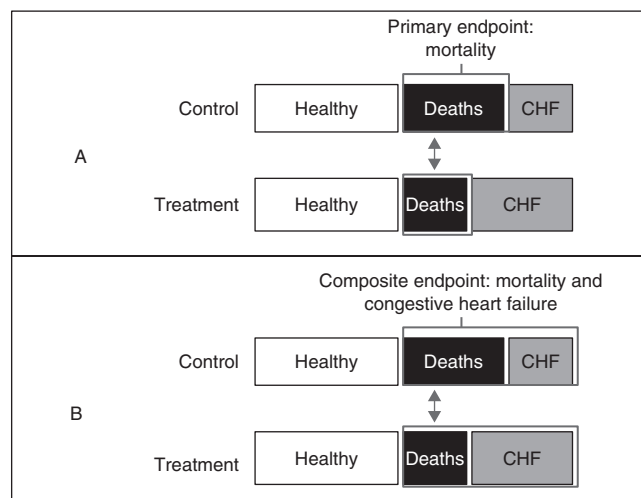 Primary endpoint:
mortality
Control Healthy Deaths CHF
A
Treatment Healthy Deaths CHF
Composite endpoint: mortality and
congestive heart failure
Control Healthy Deaths CHF
B
Treatment Healthy Deaths CHF